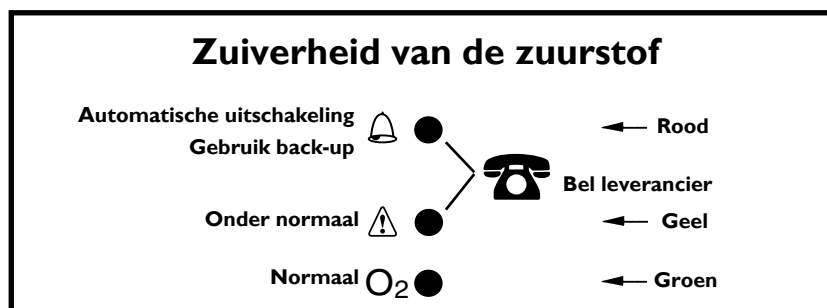 Zuiverheid van de zuurstof
Automatische uitschakeling
Gebruik back-up
Rood
Bel leverancier
Onder normaal
Geel
Normaal O2
Groen